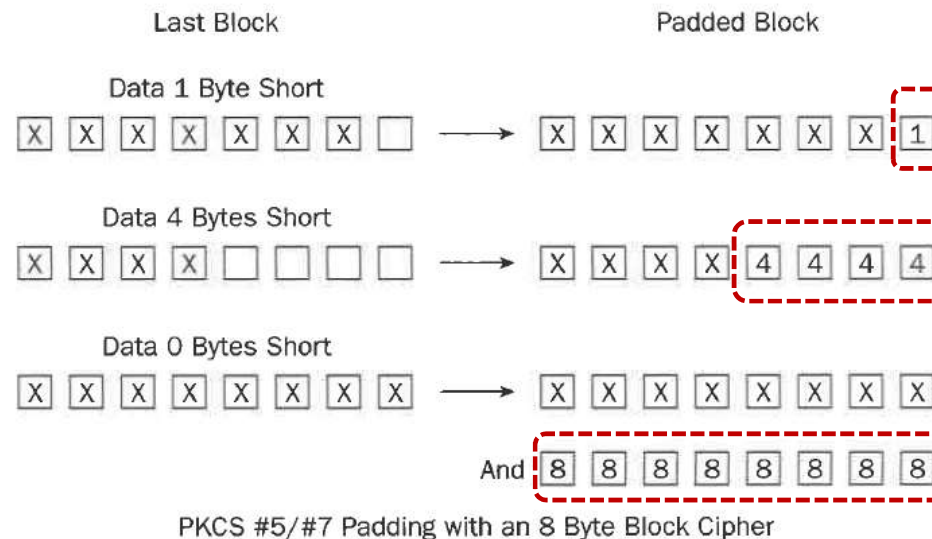 Last Block Padded Block
Data 1 Byte Short
X X X X X X X X X X X X X X 1
Data 4 Bytes Short
X X X X X X X X 4 4 4 4
Data 0 Bytes Short
X X X X X X X X X X X X X X X X
And 8 8 8 8 8 8 8 8
PKCS #5/#7 Padding with an 8 Byte Block Cipher